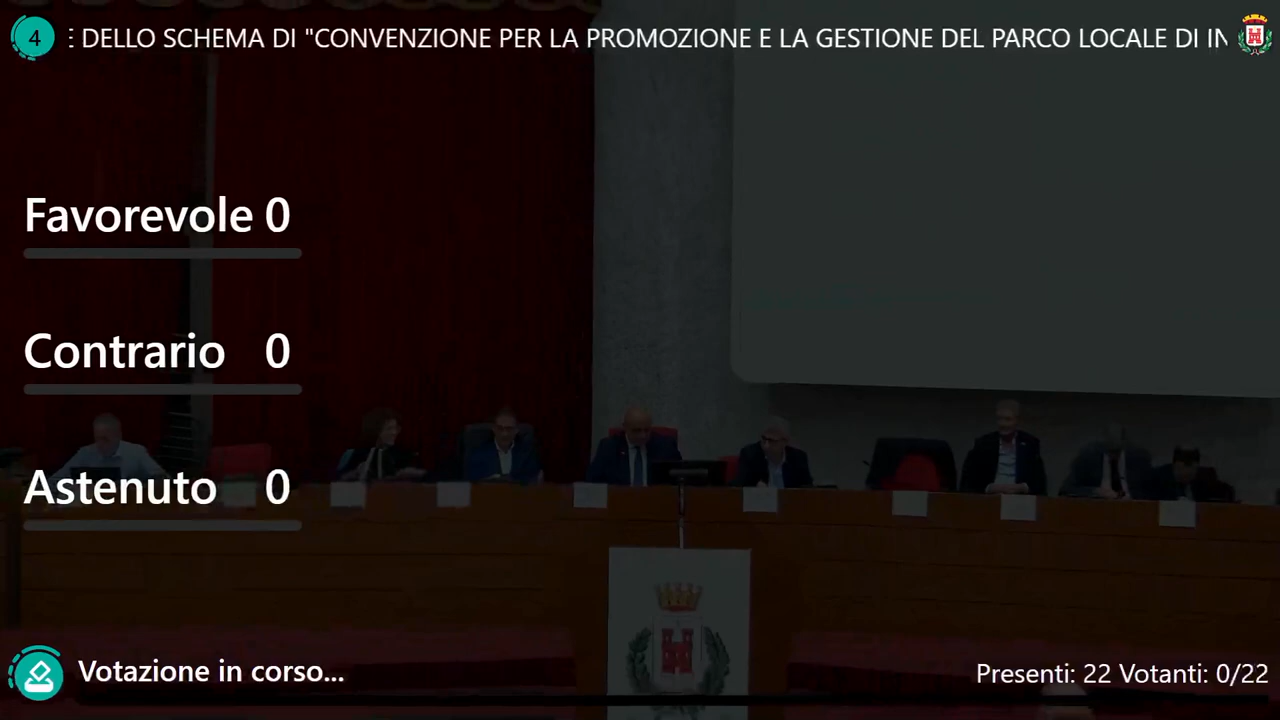 4
E DELLO SCHEMA DI "CONVENZIONE PER LA PROMOZIONE E LA GESTIONE DEL PARCO LOCALE DI IN
Favorevole 0
Contrario 0
Astenuto 0
Votazione in corso...
Presenti: 22 Votanti: 0/22